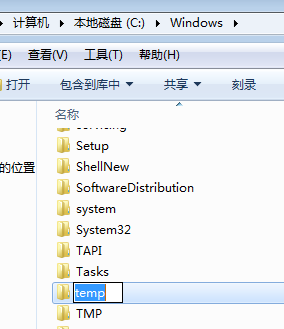 计算机 ▸ 本地磁盘 (C:) ▸ Windows ▸
(E) 查看(V) 工具(T) 帮助(H)
打开 包含到库中 共享 刻录
名称
servicing
Setup
的位置 ShellNew
SoftwareDistribution
system
System32
TAPI
Tasks
temp
TMP